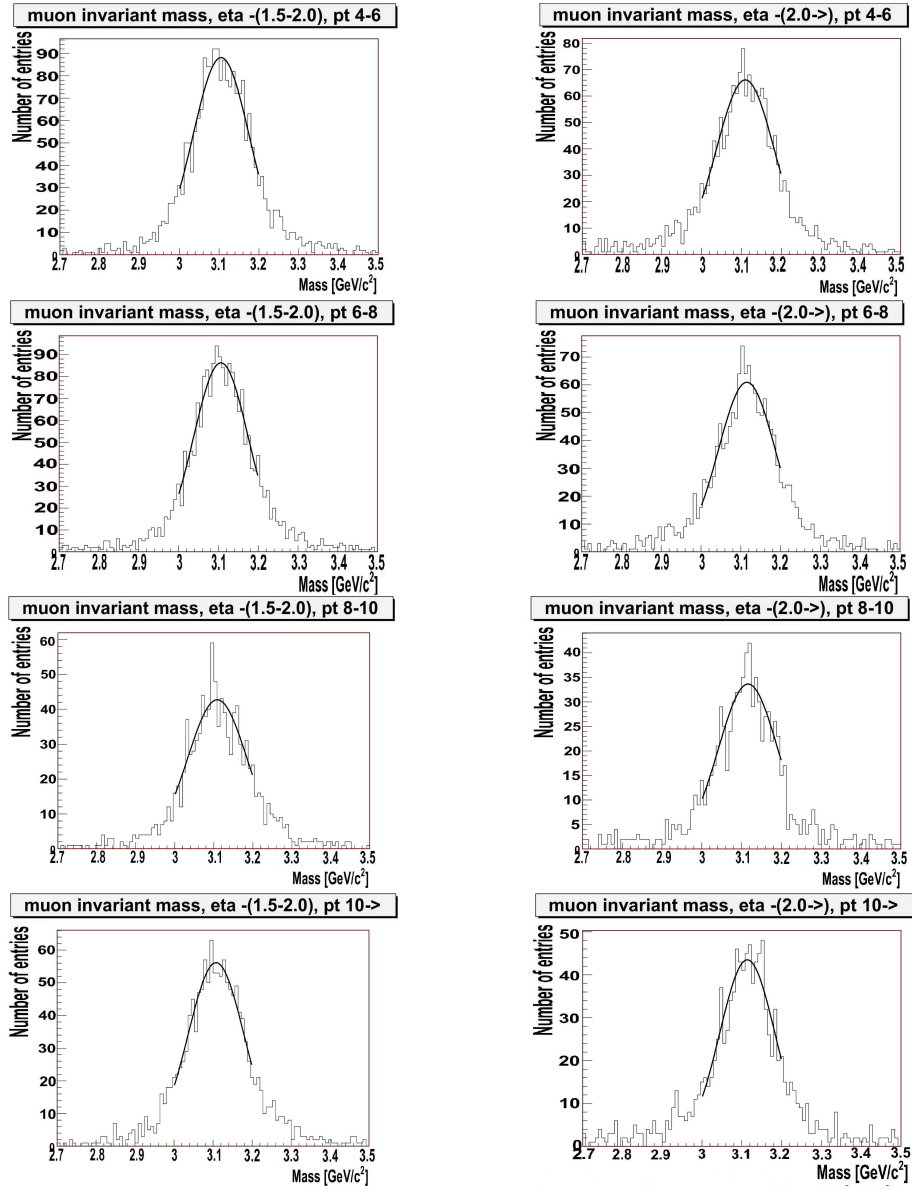 muon invariant mass, eta -(1.5-2.0), pt 4-6
Number of entries
90
80
70
60
50
40
30
20
10
0
2.7 2.8 2.9 3 3.1 3.2 3.3 3.4 3.5
Mass [GeV/c²]
muon invariant mass, eta -(2.0->), pt 4-6
Number of entries
80
70
60
50
40
30
20
10
0
2.7 2.8 2.9 3 3.1 3.2 3.3 3.4 3.5
Mass [GeV/c²]
muon invariant mass, eta -(1.5-2.0), pt 6-8
Number of entries
90
80
70
60
50
40
30
20
10
0
2.7 2.8 2.9 3 3.1 3.2 3.3 3.4 3.5
Mass [GeV/c²]
muon invariant mass, eta -(2.0->), pt 6-8
Number of entries
70
60
50
40
30
20
10
0
2.7 2.8 2.9 3 3.1 3.2 3.3 3.4 3.5
Mass [GeV/c²]
muon invariant mass, eta -(1.5-2.0), pt 8-10
Number of entries
60
50
40
30
20
10
0
2.7 2.8 2.9 3 3.1 3.2 3.3 3.4 3.5
Mass [GeV/c²]
muon invariant mass, eta -(2.0->), pt 8-10
Number of entries
40
35
30
25
20
15
10
5
0
2.7 2.8 2.9 3 3.1 3.2 3.3 3.4 3.5
Mass [GeV/c²]
muon invariant mass, eta -(1.5-2.0), pt 10->
Number of entries
60
50
40
30
20
10
0
2.7 2.8 2.9 3 3.1 3.2 3.3 3.4 3.5
Mass [GeV/c²]
muon invariant mass, eta -(2.0->), pt 10->
Number of entries
50
40
30
20
10
0
2.7 2.8 2.9 3 3.1 3.2 3.3 3.4 3.5
Mass [GeV/c²]